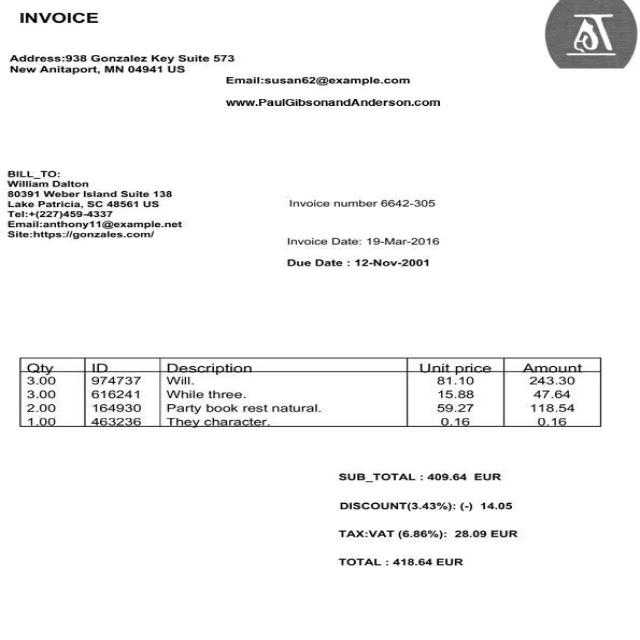 INVOICE
Address:938 Gonzalez Key Suite 573
New Anitaport, MN 04941 US
Email:susan62@example.com
www.PaulGibsonandAnderson.com
BILL_TO:
William Dalton
80391 Weber Island Suite 138
Lake Patricia, SC 48561 US
Tel:+(227)459-4337
Email:anthony11@example.net
Site:https://gonzales.com/
Invoice number 6642-305
Invoice Date: 19-Mar-2016
Due Date : 12-Nov-2001
Qty ID Description Unit price Amount
3.00 974737 Will. 81.10 243.30
3.00 616241 While three. 15.88 47.64
2.00 164930 Party book rest natural. 59.27 118.54
1.00 463236 They character. 0.16 0.16
SUB_TOTAL : 409.64 EUR
DISCOUNT(3.43%): (-) 14.05
TAX:VAT (6.86%): 28.09 EUR
TOTAL : 418.64 EUR